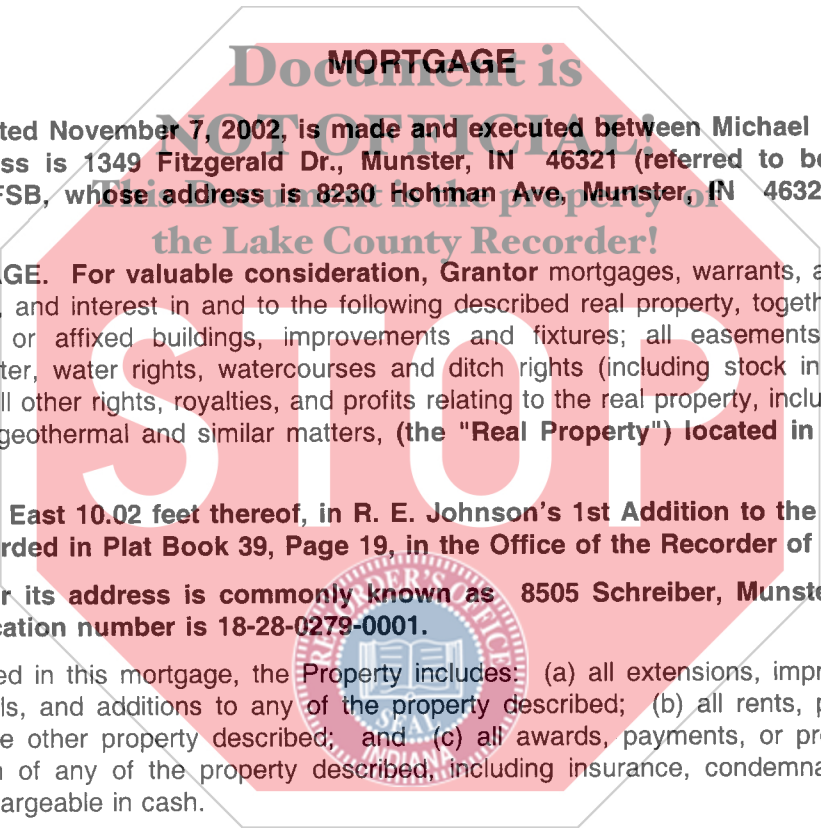 MORTGAGE
Document is
ted November 7, 2002, is made and executed between Michael
NOT OFFICIAL!
ss is 1349 Fitzgerald Dr., Munster, IN 46321 (referred to be
FSB, whose address is 8230 Hohman Ave, Munster, IN 4632
This Document is the property of
the Lake County Recorder!
AGE. For valuable consideration, Grantor mortgages, warrants, a
, and interest in and to the following described real property, togeth
or affixed buildings, improvements and fixtures; all easements
ter, water rights, watercourses and ditch rights (including stock in
ll other rights, royalties, and profits relating to the real property, inclu
geothermal and similar matters, (the "Real Property") located in
STOP
East 10.02 feet thereof, in R. E. Johnson's 1st Addition to the
rded in Plat Book 39, Page 19, in the Office of the Recorder of
r its address is commonly known as 8505 Schreiber, Munste
cation number is 18-28-0279-0001.
RECORDER'S OFFICE
SEAL
INDIANA
ed in this mortgage, the Property includes: (a) all extensions, impr
ls, and additions to any of the property described; (b) all rents, p
e other property described; and (c) all awards, payments, or pr
n of any of the property described, including insurance, condemna
argeable in cash.